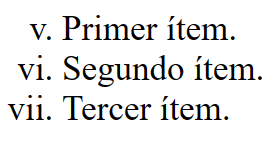 v. Primer ítem.
vi. Segundo ítem.
vii. Tercer ítem.